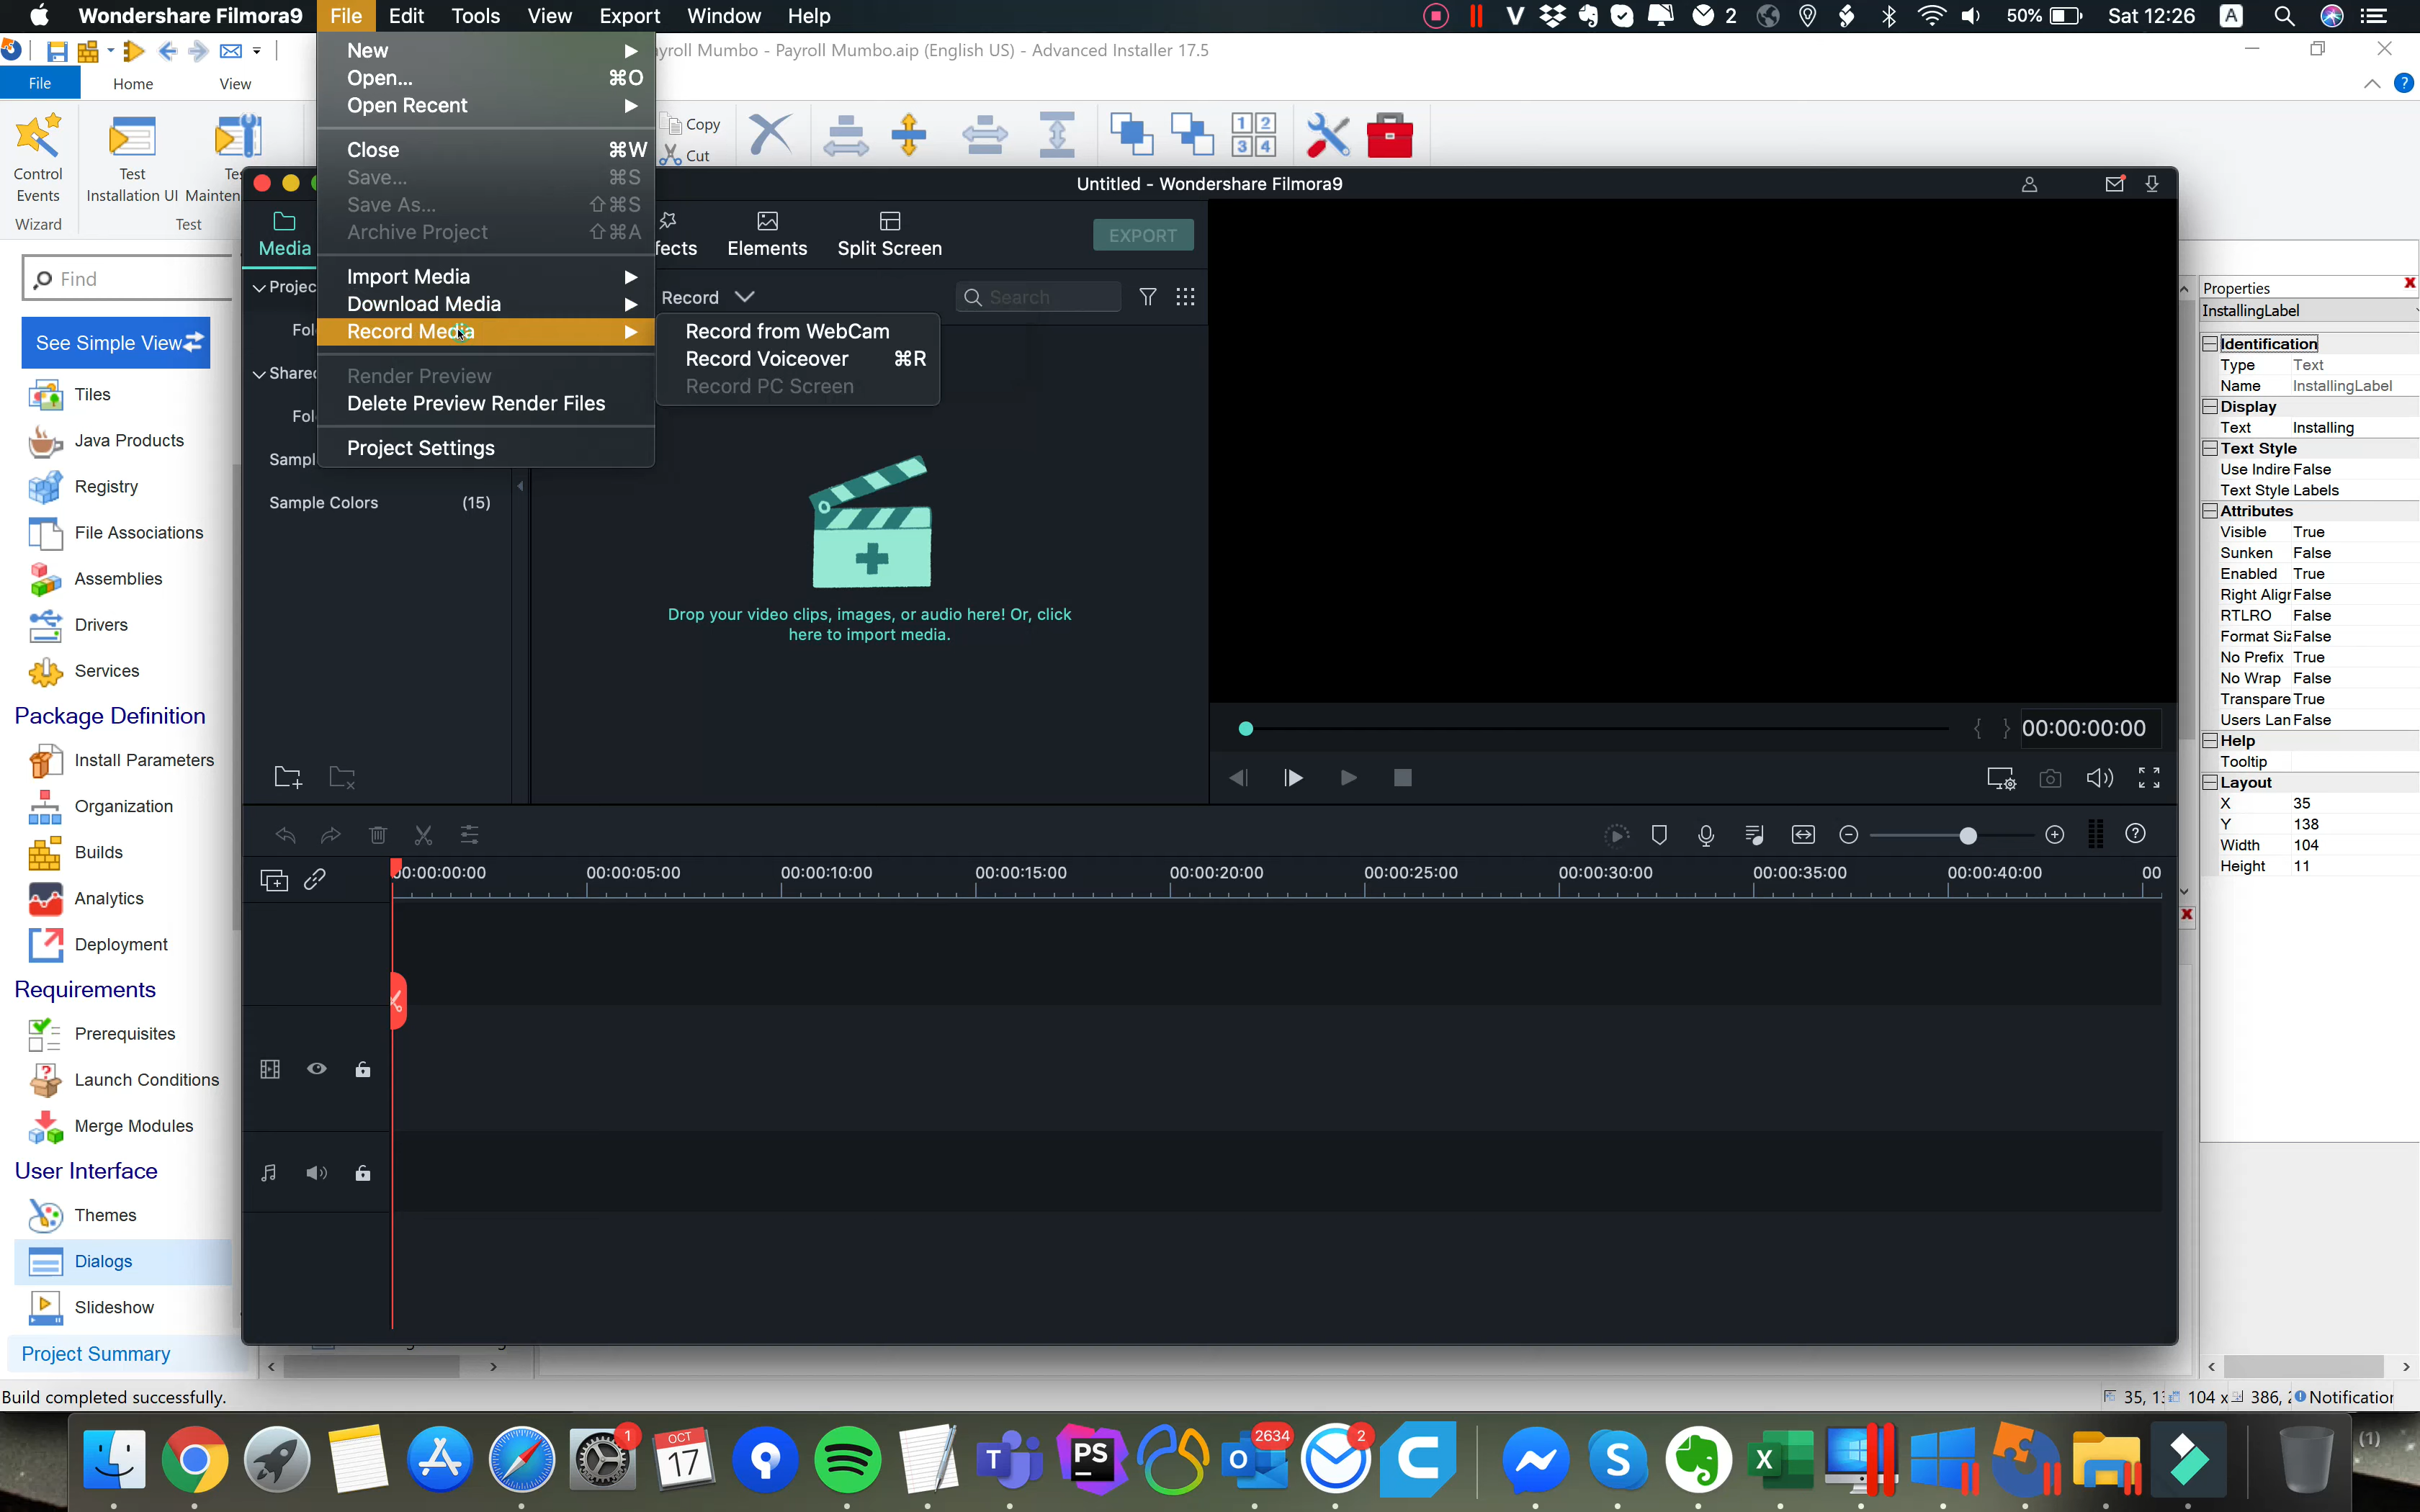 Wondershare Filmora9 File Edit Tools View Export Window Help
2 50% Sat 12:26 A
yroll Mumbo - Payroll Mumbo.aip (English US) - Advanced Installer 17.5
File Home View
Control Events
Wizard
Test Installation UI
Test
Copy
Cut
New
Open... ⌘O
Open Recent
Close ⌘W
Save... ⌘S
Save As... ⇧⌘S
Archive Project ⇧⌘A
Import Media
Download Media
Record Media
Render Preview
Delete Preview Render Files
Project Settings
Record from WebCam
Record Voiceover ⌘R
Record PC Screen
Untitled - Wondershare Filmora9
Media
fects
Elements
Split Screen
EXPORT
Record
Search
Sample Colors (15)
Drop your video clips, images, or audio here! Or, click
here to import media.
00:00:00:00
00:00:00:00 00:00:05:00 00:00:10:00 00:00:15:00 00:00:20:00 00:00:25:00 00:00:30:00 00:00:35:00 00:00:40:00 00
Find
See Simple View
Tiles
Java Products
Registry
File Associations
Assemblies
Drivers
Services
Package Definition
Install Parameters
Organization
Builds
Analytics
Deployment
Requirements
Prerequisites
Launch Conditions
Merge Modules
User Interface
Themes
Dialogs
Slideshow
Project Summary
Build completed successfully.
Properties
InstallingLabel
Identification
Type Text
Name InstallingLabel
Display
Text Installing
Text Style
Use Indire False
Text Style Labels
Attributes
Visible True
Sunken False
Enabled True
Right Aligr False
RTLRO False
Format Siz False
No Prefix True
No Wrap False
Transpare True
Users Lan False
Help
Tooltip
Layout
X 35
Y 138
Width 104
Height 11
104 x 386,
1
OCT
17
T
PS
2634
2
S
X
(1)